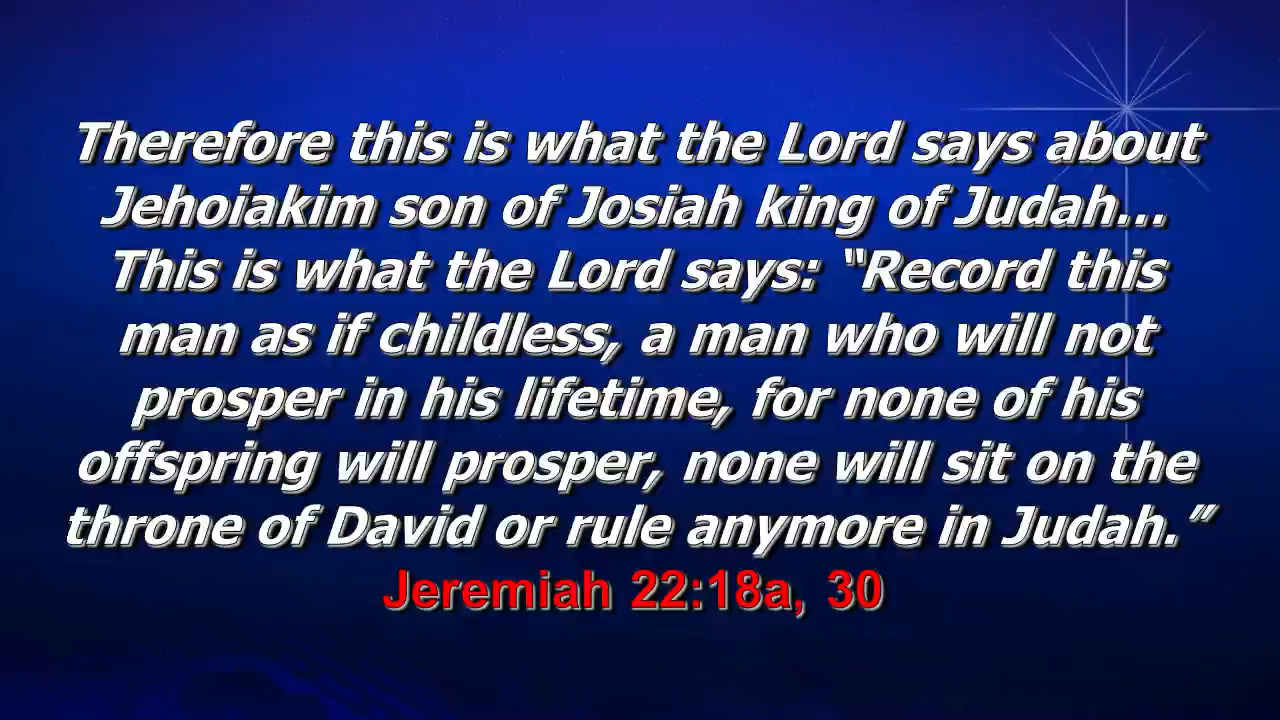 Therefore this is what the Lord says about
Jehoiakim son of Josiah king of Judah...
This is what the Lord says: “Record this
man as if childless, a man who will not
prosper in his lifetime, for none of his
offspring will prosper, none will sit on the
throne of David or rule anymore in Judah.”
Jeremiah 22:18a, 30